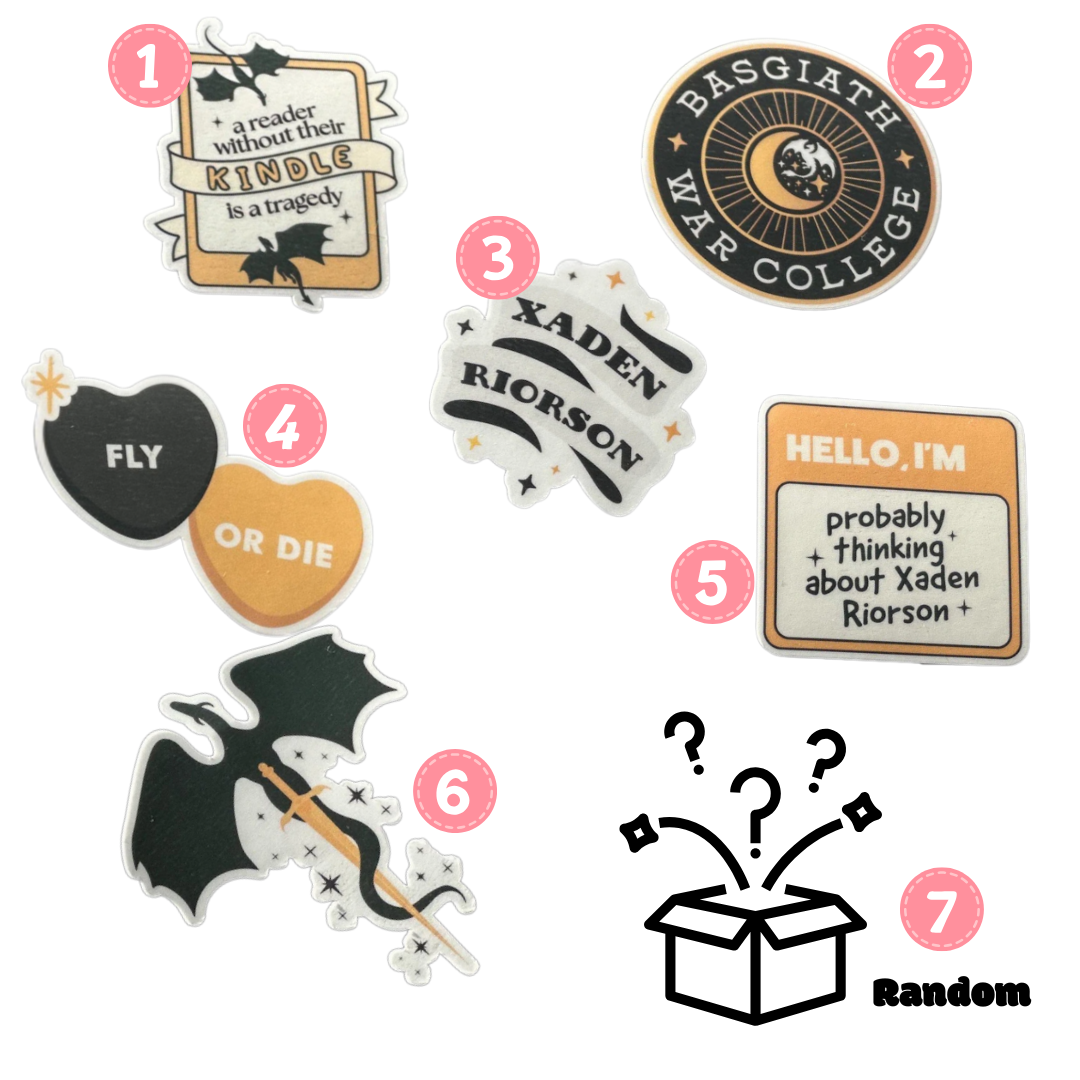 1
a reader
without their
KINDLE
is a tragedy
2
BASGIATH
WAR COLLEGE
3
XADEN
RIORSON
4
FLY
OR DIE
5
HELLO, I'M
probably
thinking
about Xaden
Riorson
6
? ? ?
7
Random